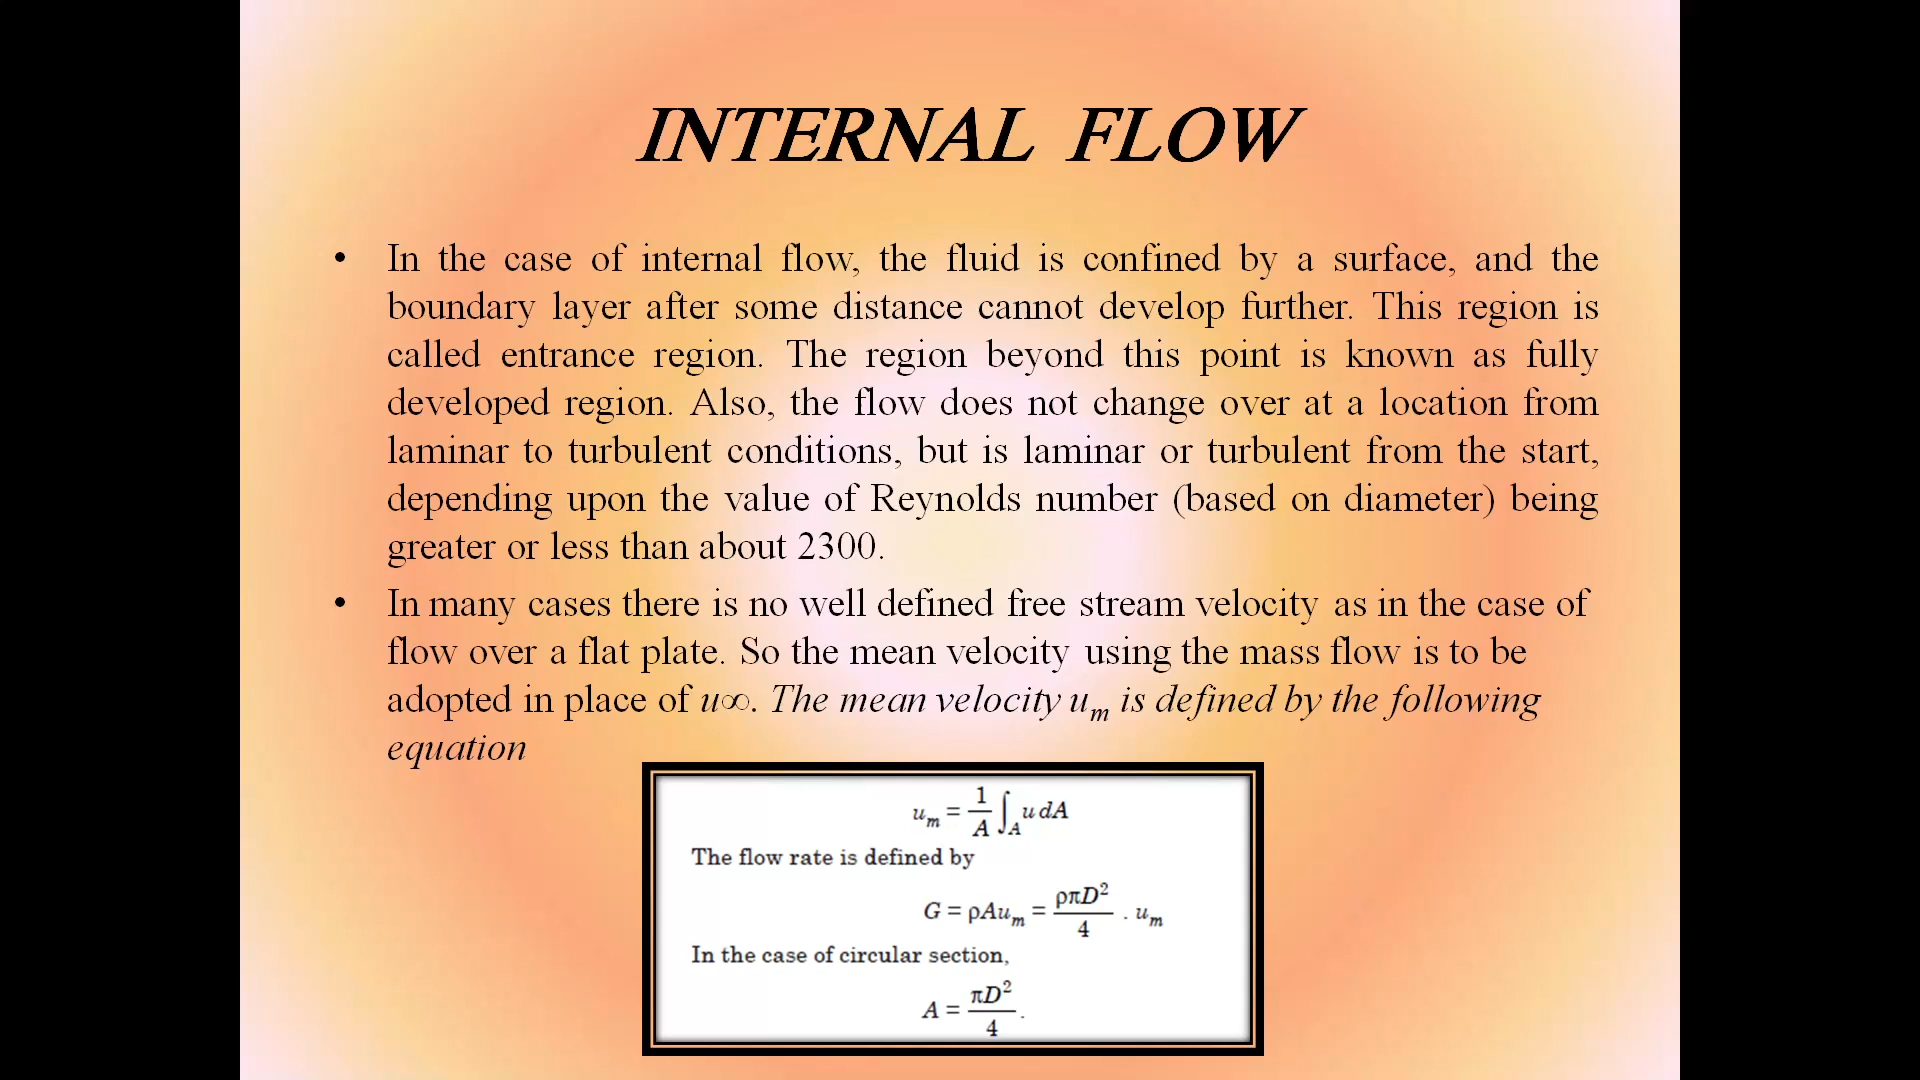 INTERNAL FLOW
• In the case of internal flow, the fluid is confined by a surface, and the
boundary layer after some distance cannot develop further. This region is
called entrance region. The region beyond this point is known as fully
developed region. Also, the flow does not change over at a location from
laminar to turbulent conditions, but is laminar or turbulent from the start,
depending upon the value of Reynolds number (based on diameter) being
greater or less than about 2300.
• In many cases there is no well defined free stream velocity as in the case of
flow over a flat plate. So the mean velocity using the mass flow is to be
adopted in place of u∞. The mean velocity uₘ is defined by the following
equation
uₘ = 1/A ∫_A u dA
The flow rate is defined by
G = ρAuₘ = ρπD²/4 . uₘ
In the case of circular section,
A = πD²/4 .